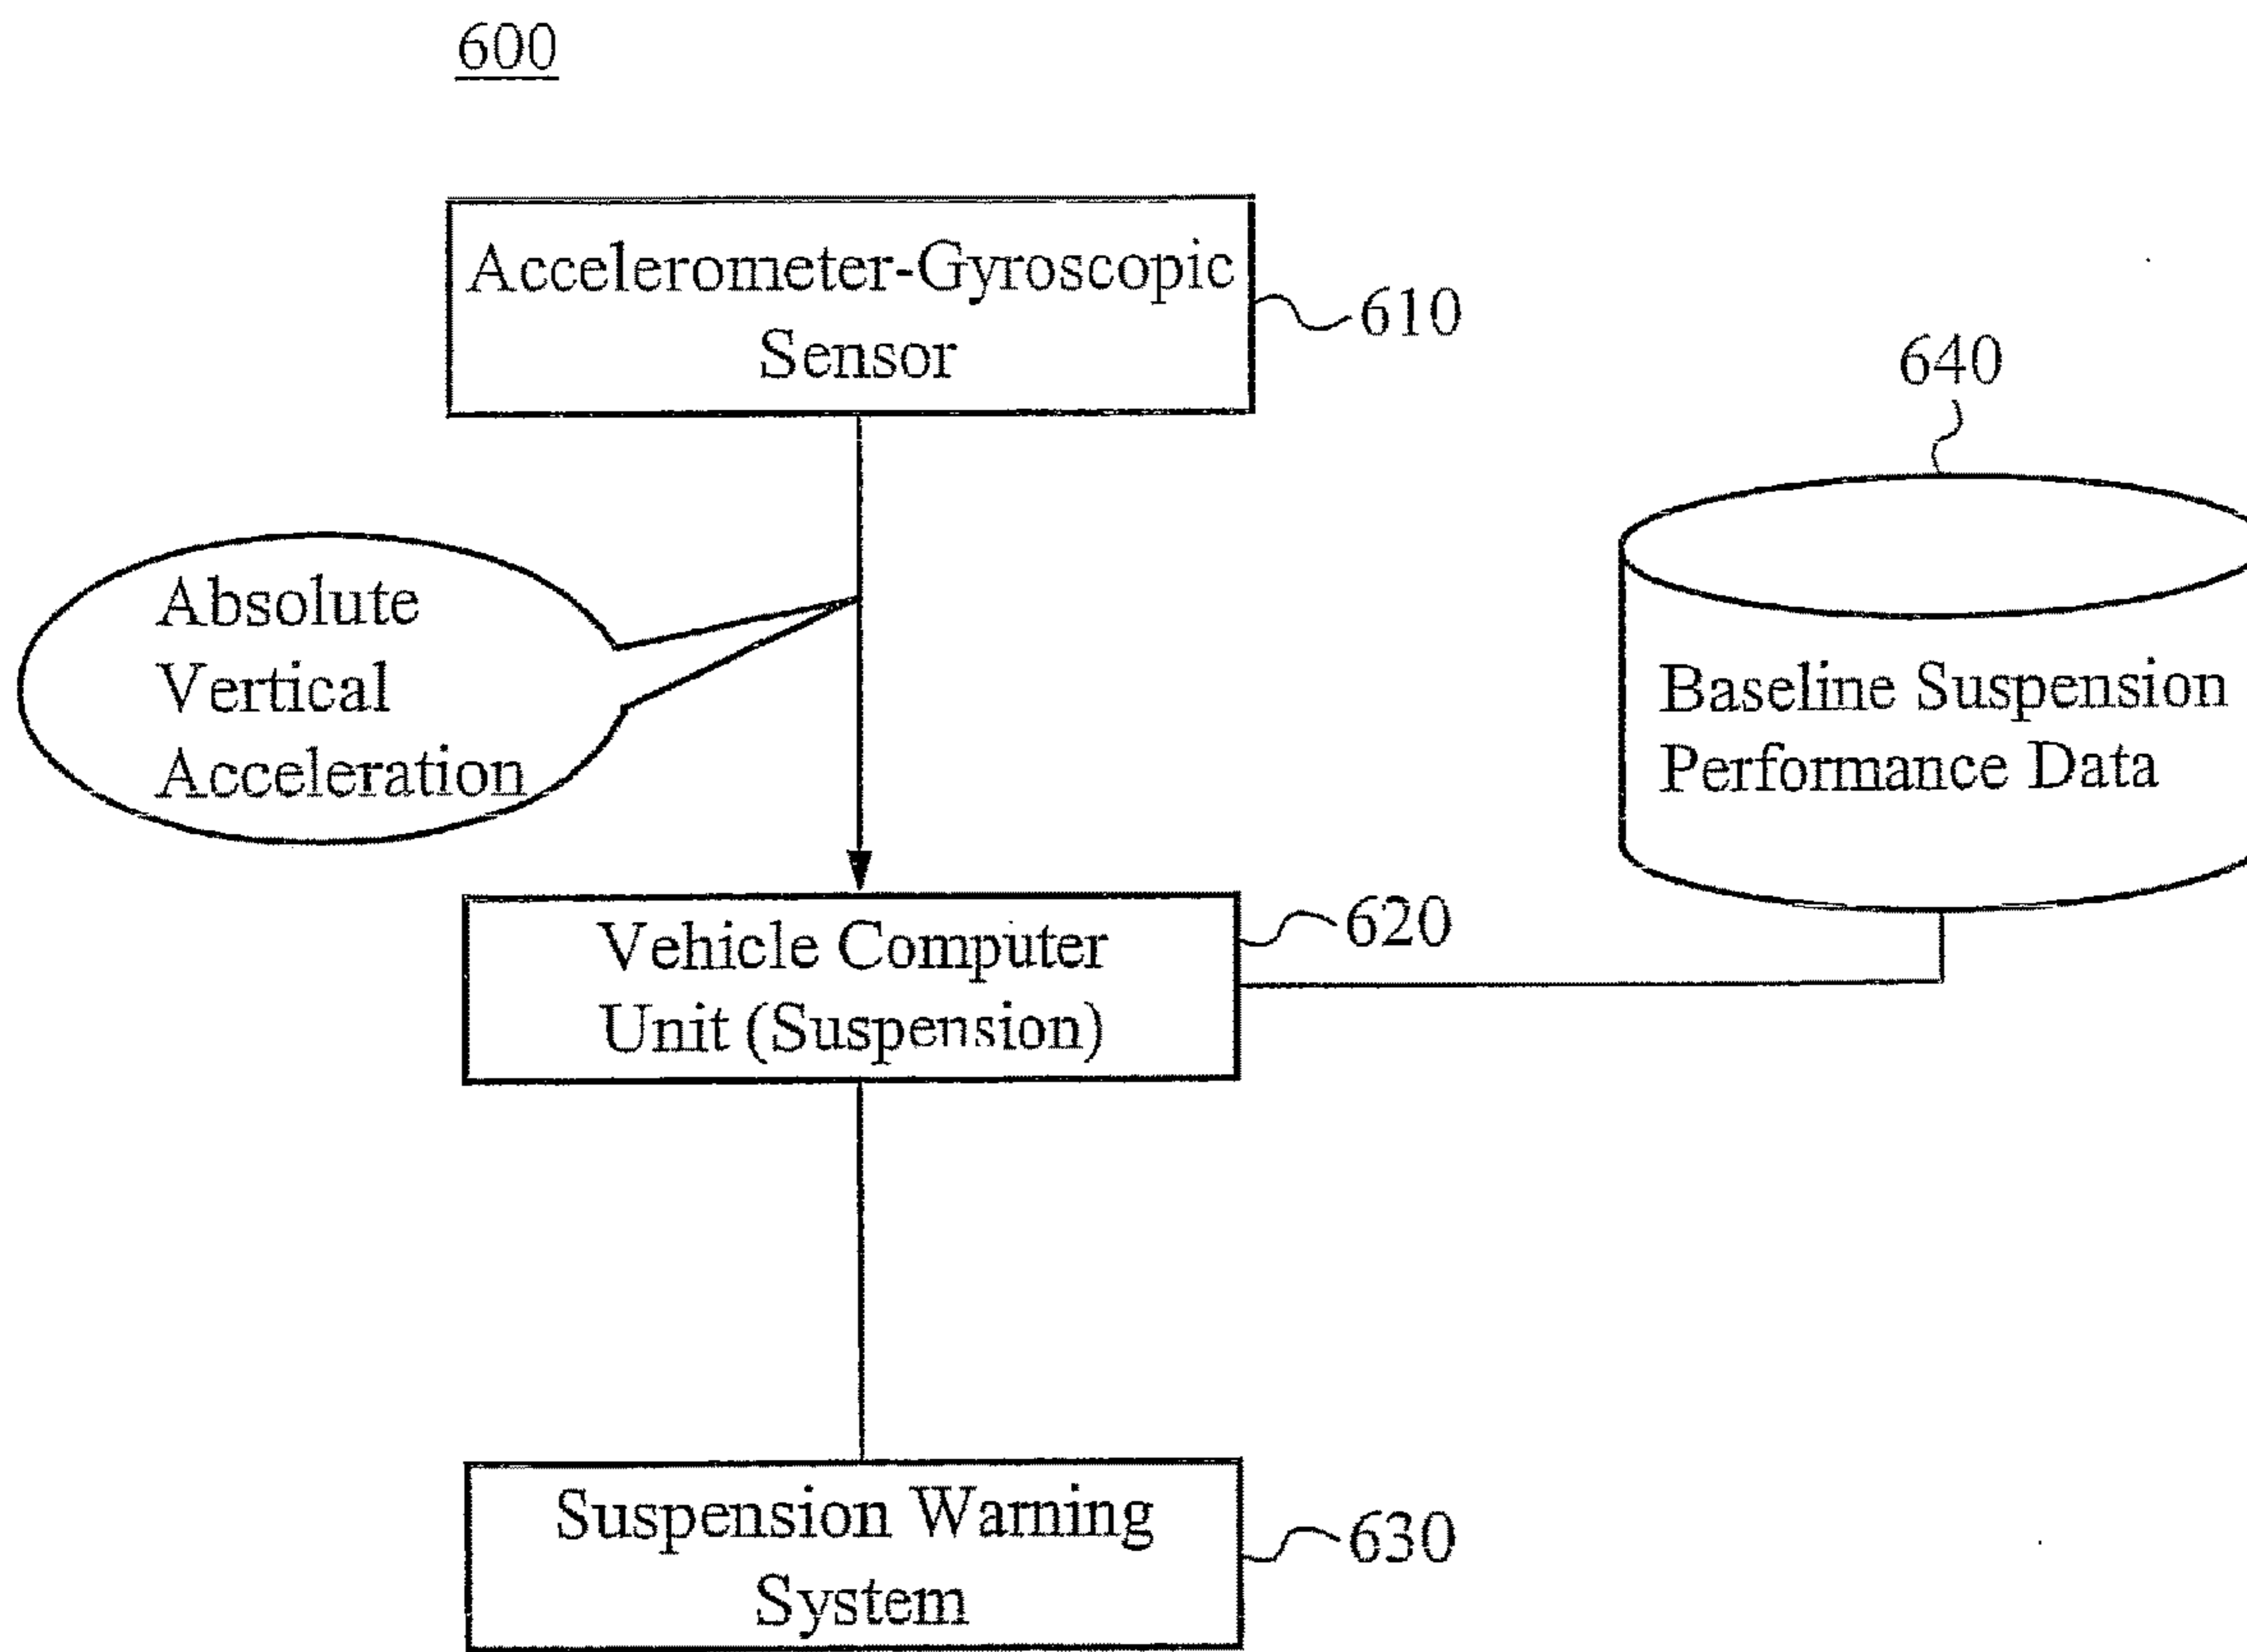 600
Accelerometer-Gyroscopic
Sensor
610
640
Absolute
Vertical
Acceleration
Baseline Suspension
Performance Data
Vehicle Computer
Unit (Suspension)
620
Suspension Warning
System
630